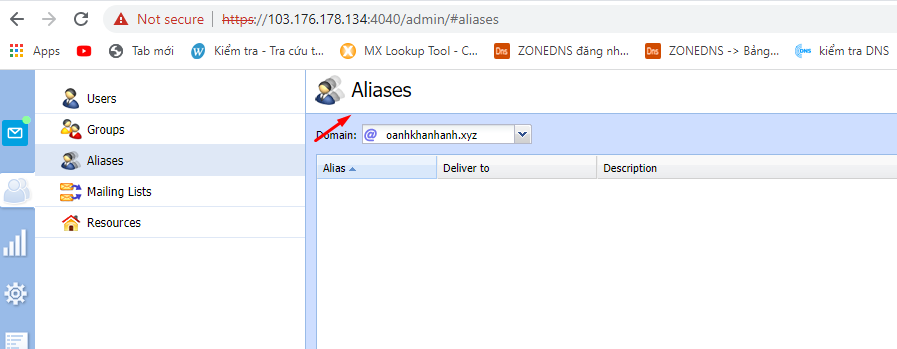 Not secure https://103.176.178.134:4040/admin/#aliases
Apps Tab mới Kiểm tra - Tra cứu t... MX Lookup Tool - C... ZONEDNS đăng nh... ZONEDNS -> Bảng... kiểm tra DNS
Users
Groups
Aliases
Mailing Lists
Resources
Aliases
Domain: @ oanhkhanhanh.xyz
Alias Deliver to Description